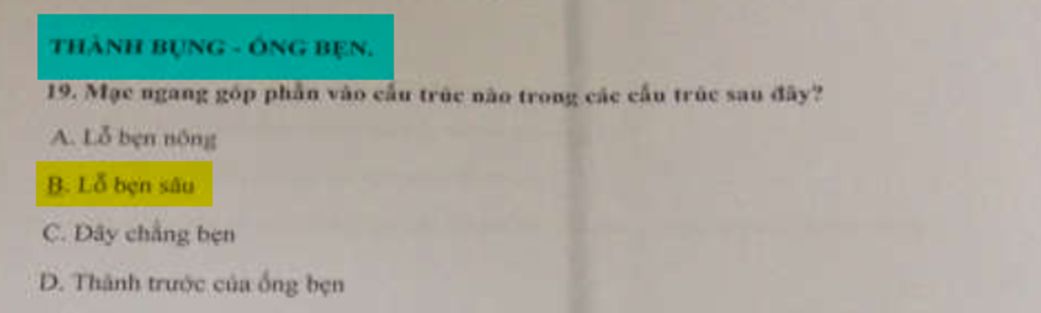 THÀNH BỤNG - ỐNG BẸN.
19. Mạc ngang góp phần vào cấu trúc nào trong các cấu trúc sau đây?
A. Lỗ bẹn nông
B. Lỗ bẹn sâu
C. Dây chằng bẹn
D. Thành trước của ống bẹn